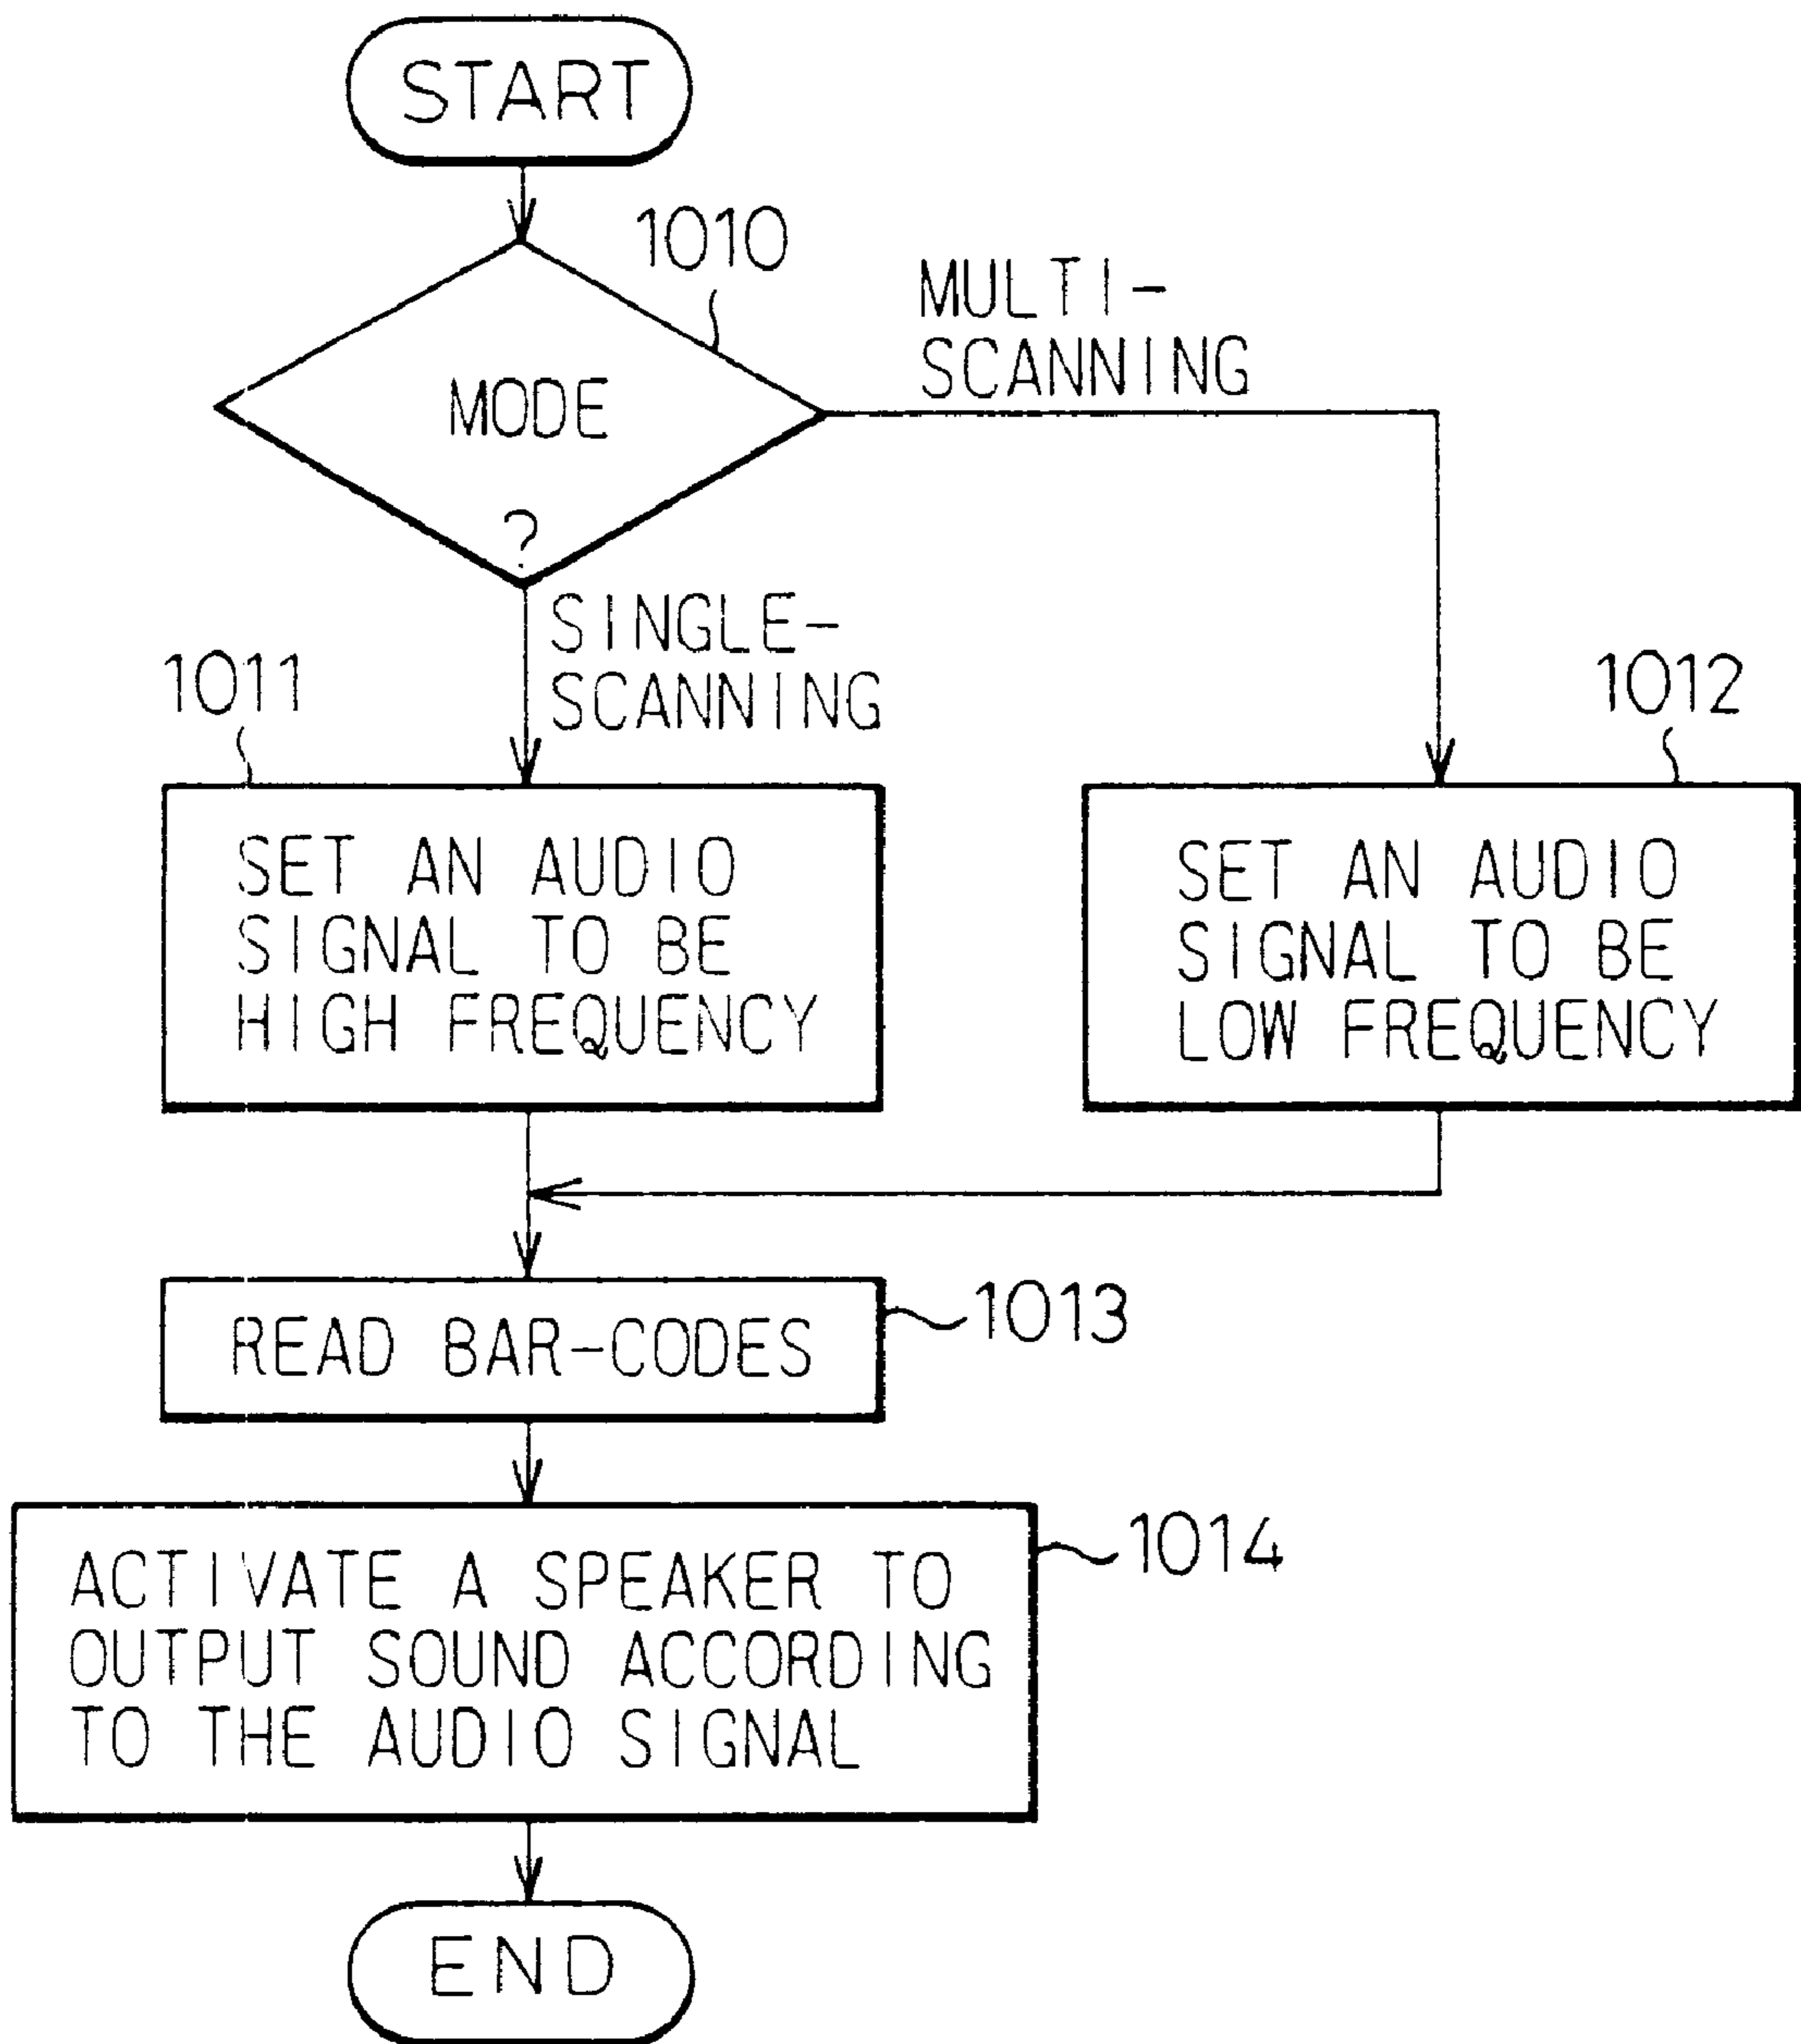 START
1010
MULTI-
SCANNING
MODE
?
SINGLE-
SCANNING
1011
1012
SET AN AUDIO
SIGNAL TO BE
HIGH FREQUENCY
SET AN AUDIO
SIGNAL TO BE
LOW FREQUENCY
READ BAR-CODES
1013
ACTIVATE A SPEAKER TO
OUTPUT SOUND ACCORDING
TO THE AUDIO SIGNAL
1014
END